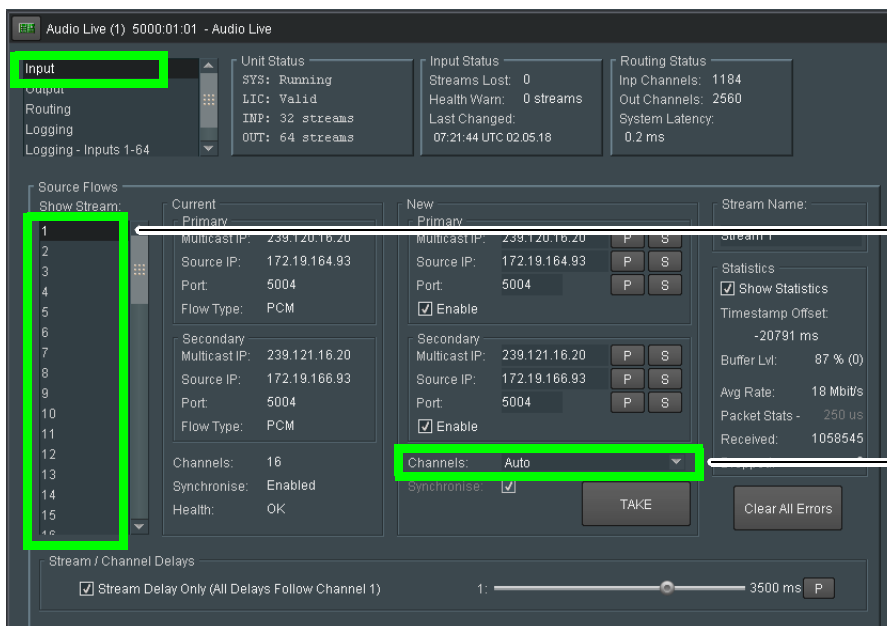 Audio Live (1) 5000:01:01 - Audio Live
Input
Output
Routing
Logging
Logging - Inputs 1-64
Unit Status
SYS: Running
LIC: Valid
INP: 32 streams
OUT: 64 streams
Input Status
Streams Lost: 0
Health Warn: 0 streams
Last Changed:
07:21:44 UTC 02.05.18
Routing Status
Inp Channels: 1184
Out Channels: 2560
System Latency:
0.2 ms
Source Flows
Show Stream:
1
2
3
4
5
6
7
8
9
10
11
12
13
14
15
16
Current
Primary
Multicast IP: 239.120.16.20
Source IP: 172.19.164.93
Port: 5004
Flow Type: PCM
Secondary
Multicast IP: 239.121.16.20
Source IP: 172.19.166.93
Port: 5004
Flow Type: PCM
Channels: 16
Synchronise: Enabled
Health: OK
New
Primary
Multicast IP: 239.120.16.20 P S
Source IP: 172.19.164.93 P S
Port: 5004 P S
Enable
Secondary
Multicast IP: 239.121.16.20 P S
Source IP: 172.19.166.93 P S
Port: 5004 P S
Enable
Channels: Auto
Synchronise:
TAKE
Stream Name:
Stream 1
Statistics
Show Statistics
Timestamp Offset:
-20791 ms
Buffer Lvl: 87 % (0)
Avg Rate: 18 Mbit/s
Packet Stats - 250 us
Received: 1058545
Clear All Errors
Stream / Channel Delays
Stream Delay Only (All Delays Follow Channel 1)
1: 3500 ms P